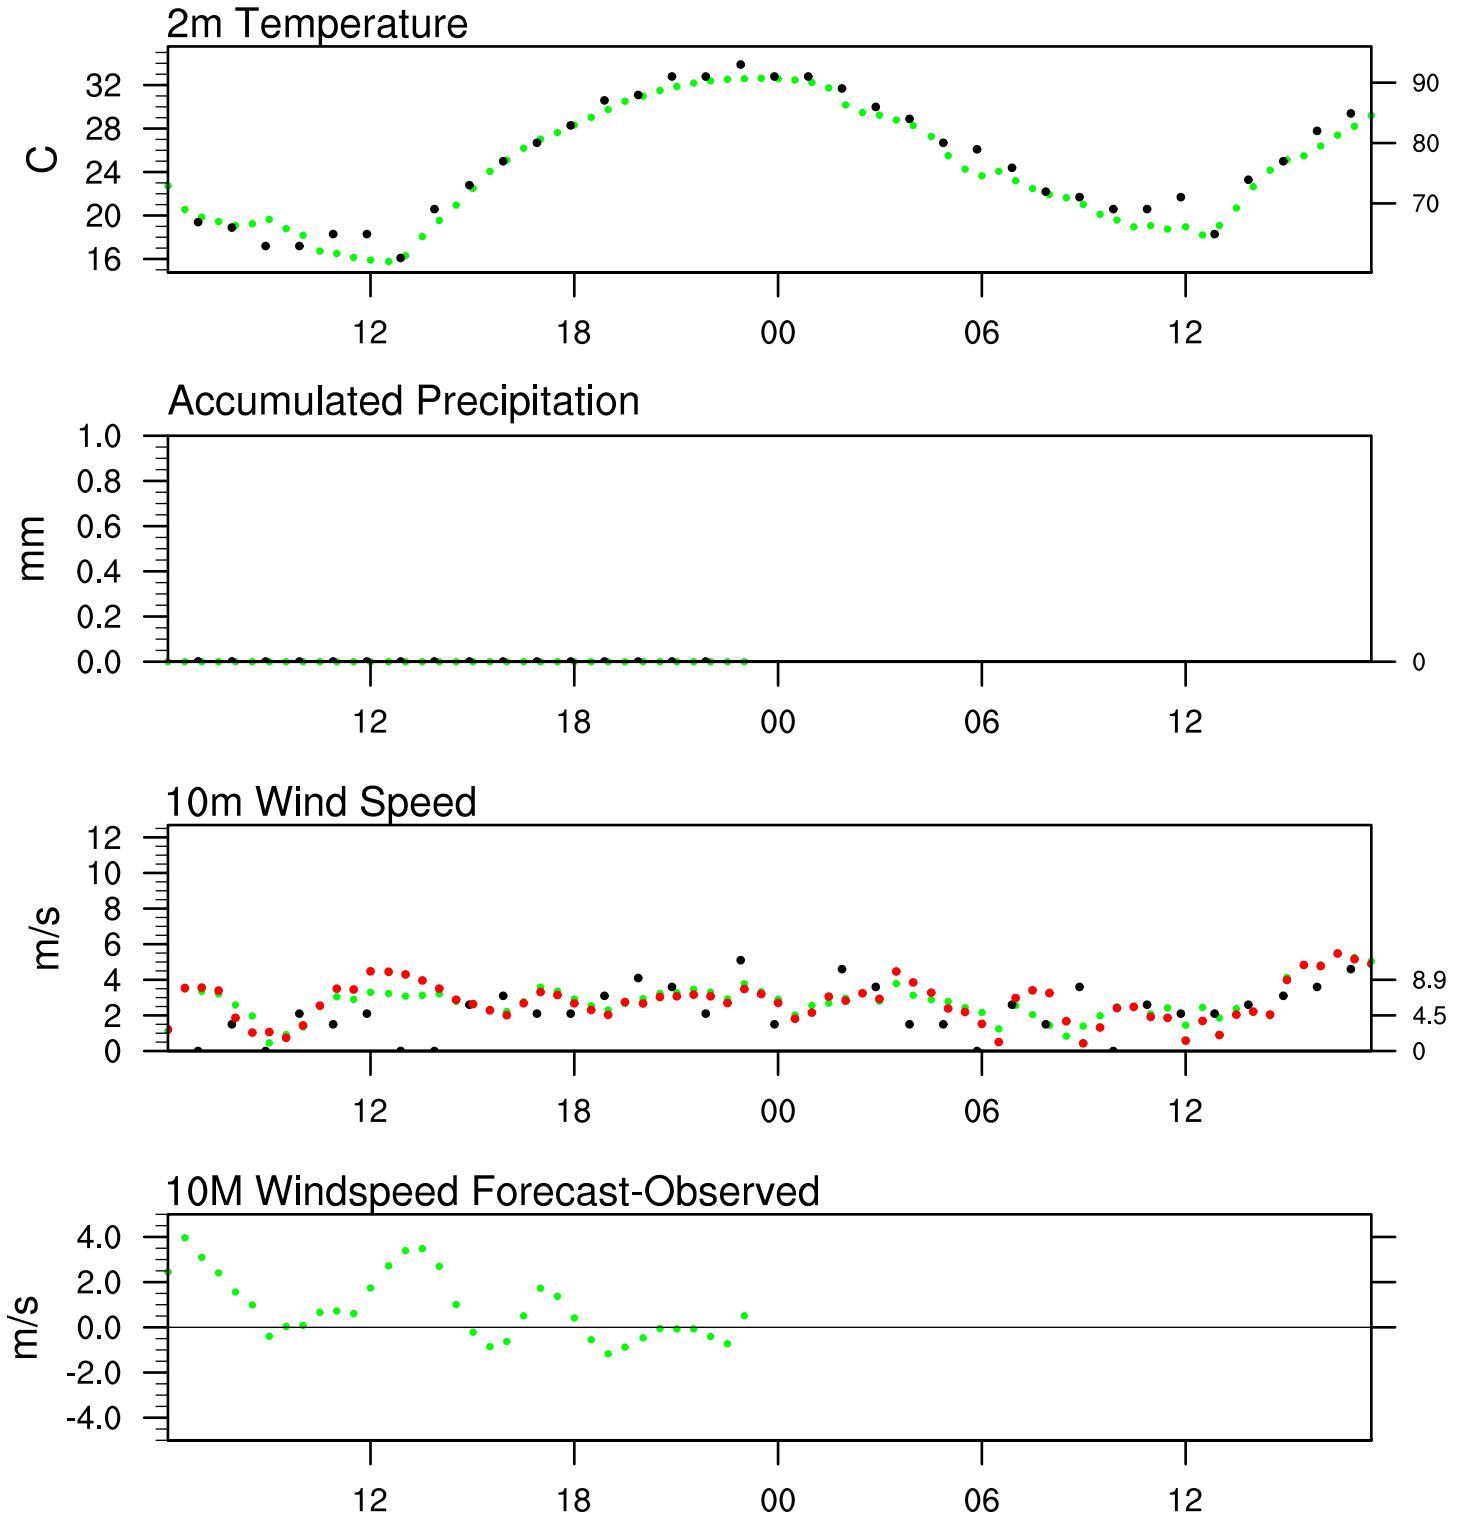 2m Temperature
32
28
24
20
16
C
90
80
70
12 18 00 06 12
Accumulated Precipitation
1.0
0.8
0.6
0.4
0.2
0.0
mm
0
12 18 00 06 12
10m Wind Speed
12
10
8
6
4
2
0
m/s
8.9
4.5
0
12 18 00 06 12
10M Windspeed Forecast-Observed
4.0
2.0
0.0
-2.0
-4.0
m/s
12 18 00 06 12